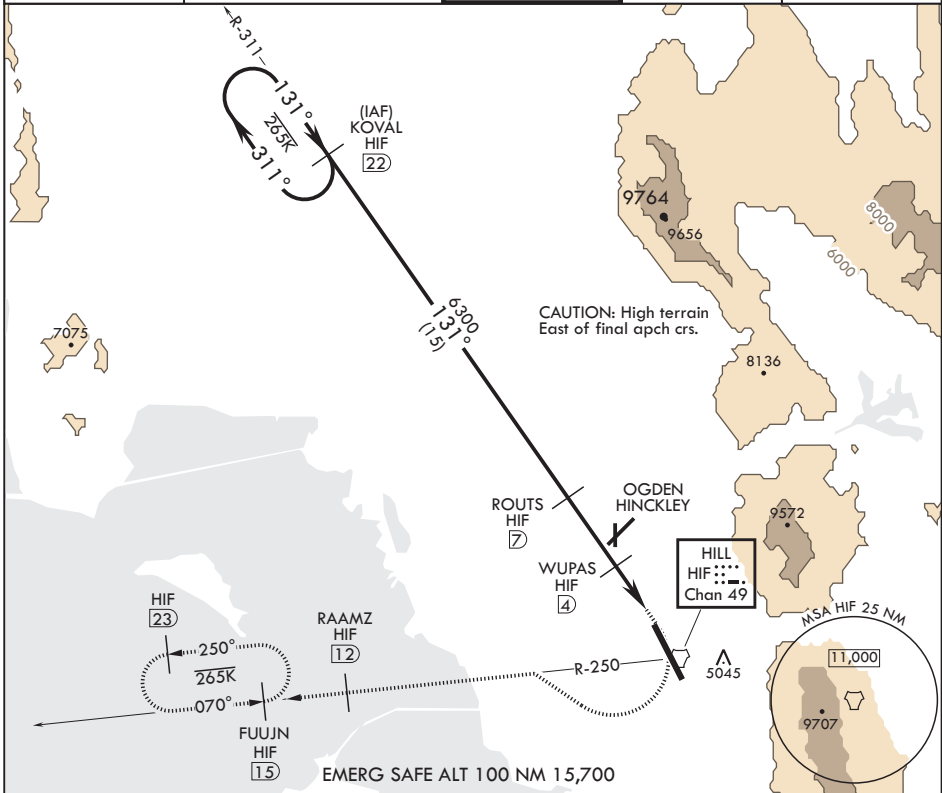 R-311
131°
265K
311°
(IAF)
KOVAL
HIF
22
9764
9656
8000
6000
6300
131°
(15)
CAUTION: High terrain
East of final apch crs.
7075
8136
ROUTS
HIF
7
OGDEN
HINCKLEY
9572
WUPAS
HIF
4
HILL
HIF
Chan 49
HIF
23
RAAMZ
HIF
12
MSA HIF 25 NM
250°
265K
070°
R-250
5045
11,000
9707
FUUJN
HIF
15
EMERG SAFE ALT 100 NM 15,700